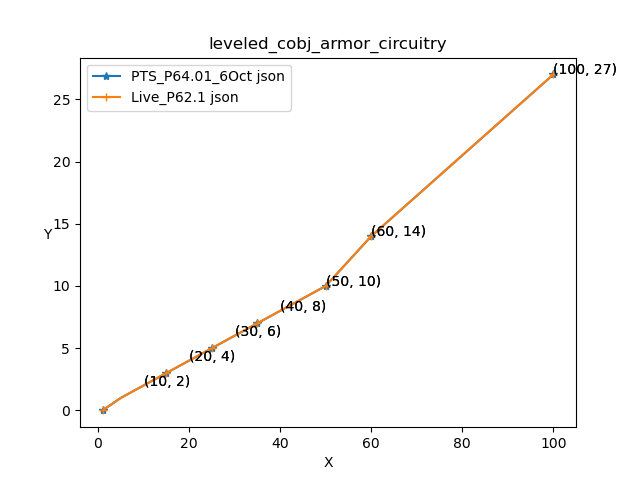 leveled_cobj_armor_circuitry
PTS_P64.01_6Oct json
Live_P62.1 json
(100, 27)
25
20
15
(60, 14)
Y
10
(50, 10)
(40, 8)
(30, 6)
5
(20, 4)
(10, 2)
0
0 20 40 60 80 100
X